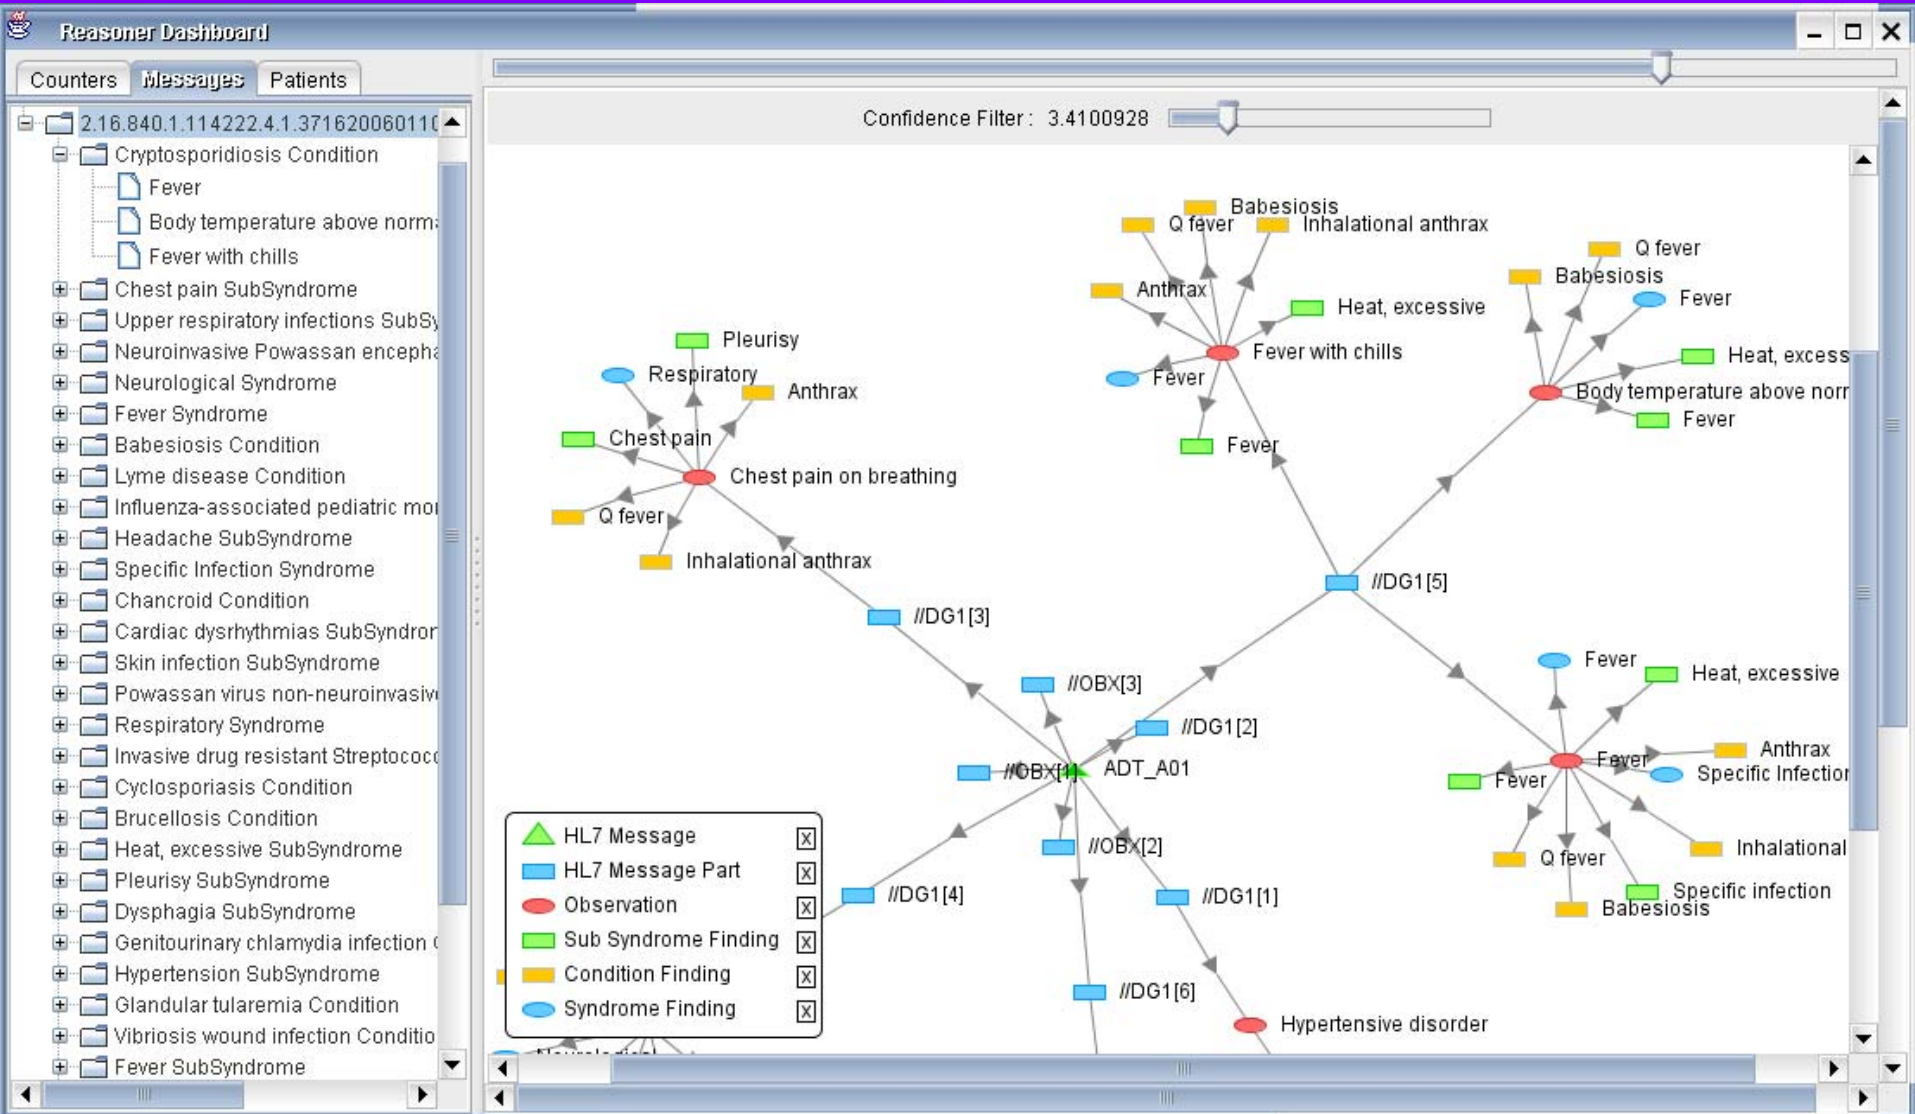 Reasoner Dashboard
Counters
Messages
Patients
2.16.840.1.114222.4.1.371620060110
Cryptosporidiosis Condition
Fever
Body temperature above norm
Fever with chills
Chest pain SubSyndrome
Upper respiratory infections SubSy
Neuroinvasive Powassan encepha
Neurological Syndrome
Fever Syndrome
Babesiosis Condition
Lyme disease Condition
Influenza-associated pediatric mo
Headache SubSyndrome
Specific Infection Syndrome
Chancroid Condition
Cardiac dysrhythmias SubSyndro
Skin infection SubSyndrome
Powassan virus non-neuroinvasiv
Respiratory Syndrome
Invasive drug resistant Streptococ
Cyclosporiasis Condition
Brucellosis Condition
Heat, excessive SubSyndrome
Pleurisy SubSyndrome
Dysphagia SubSyndrome
Genitourinary chlamydia infection
Hypertension SubSyndrome
Glandular tularemia Condition
Vibriosis wound infection Conditio
Fever SubSyndrome
Confidence Filter : 3.4100928
Babesiosis
Q fever
Inhalational anthrax
Anthrax
Heat, excessive
Fever with chills
Fever
Fever
Q fever
Babesiosis
Fever
Heat, excess
Body temperature above norr
Fever
Pleurisy
Respiratory
Anthrax
Chest pain
Chest pain on breathing
Q fever
Inhalational anthrax
//DG1[3]
//DG1[5]
//OBX[3]
//DG1[2]
//OBX[1]
ADT_A01
//OBX[2]
//DG1[4]
//DG1[1]
//DG1[6]
Hypertensive disorder
Fever
Heat, excessive
Fever
Anthrax
Specific Infection
Fever
Inhalational
Q fever
Specific infection
Babesiosis
HL7 Message
X
HL7 Message Part
X
Observation
X
Sub Syndrome Finding
X
Condition Finding
X
Syndrome Finding
X
Neurological